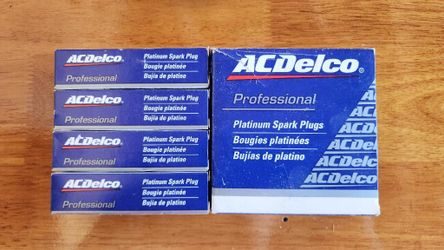 ACDelco
Professional
Platinum Spark Plug
Bougie platinée
Bujía de platino
ACDelco
Professional
Platinum Spark Plug
Bougie platinée
Bujía de platino
ACDelco
Professional
Platinum Spark Plug
Bougie platinée
Bujía de platino
ACDelco
Professional
Platinum Spark Plug
Bougie platinée
Bujía de platino
ACDelco®
Professional
Platinum Spark Plugs
Bougies platinées
Bujías de platino
ACDelco
ACDelco
ACDelco
ACDelco
ACDelco